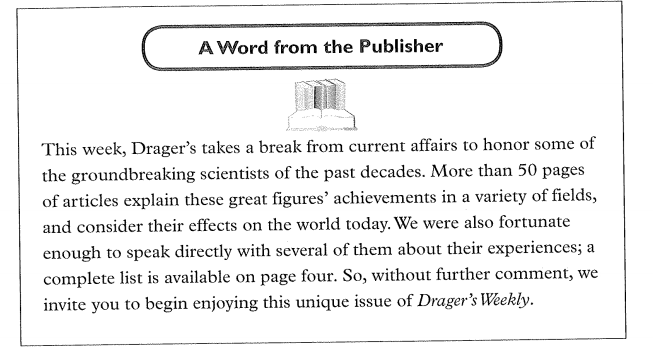 A Word from the Publisher
This week, Drager's takes a break from current affairs to honor some of
the groundbreaking scientists of the past decades. More than 50 pages
of articles explain these great figures' achievements in a variety of fields,
and consider their effects on the world today. We were also fortunate
enough to speak directly with several of them about their experiences; a
complete list is available on page four. So, without further comment, we
invite you to begin enjoying this unique issue of Drager's Weekly.